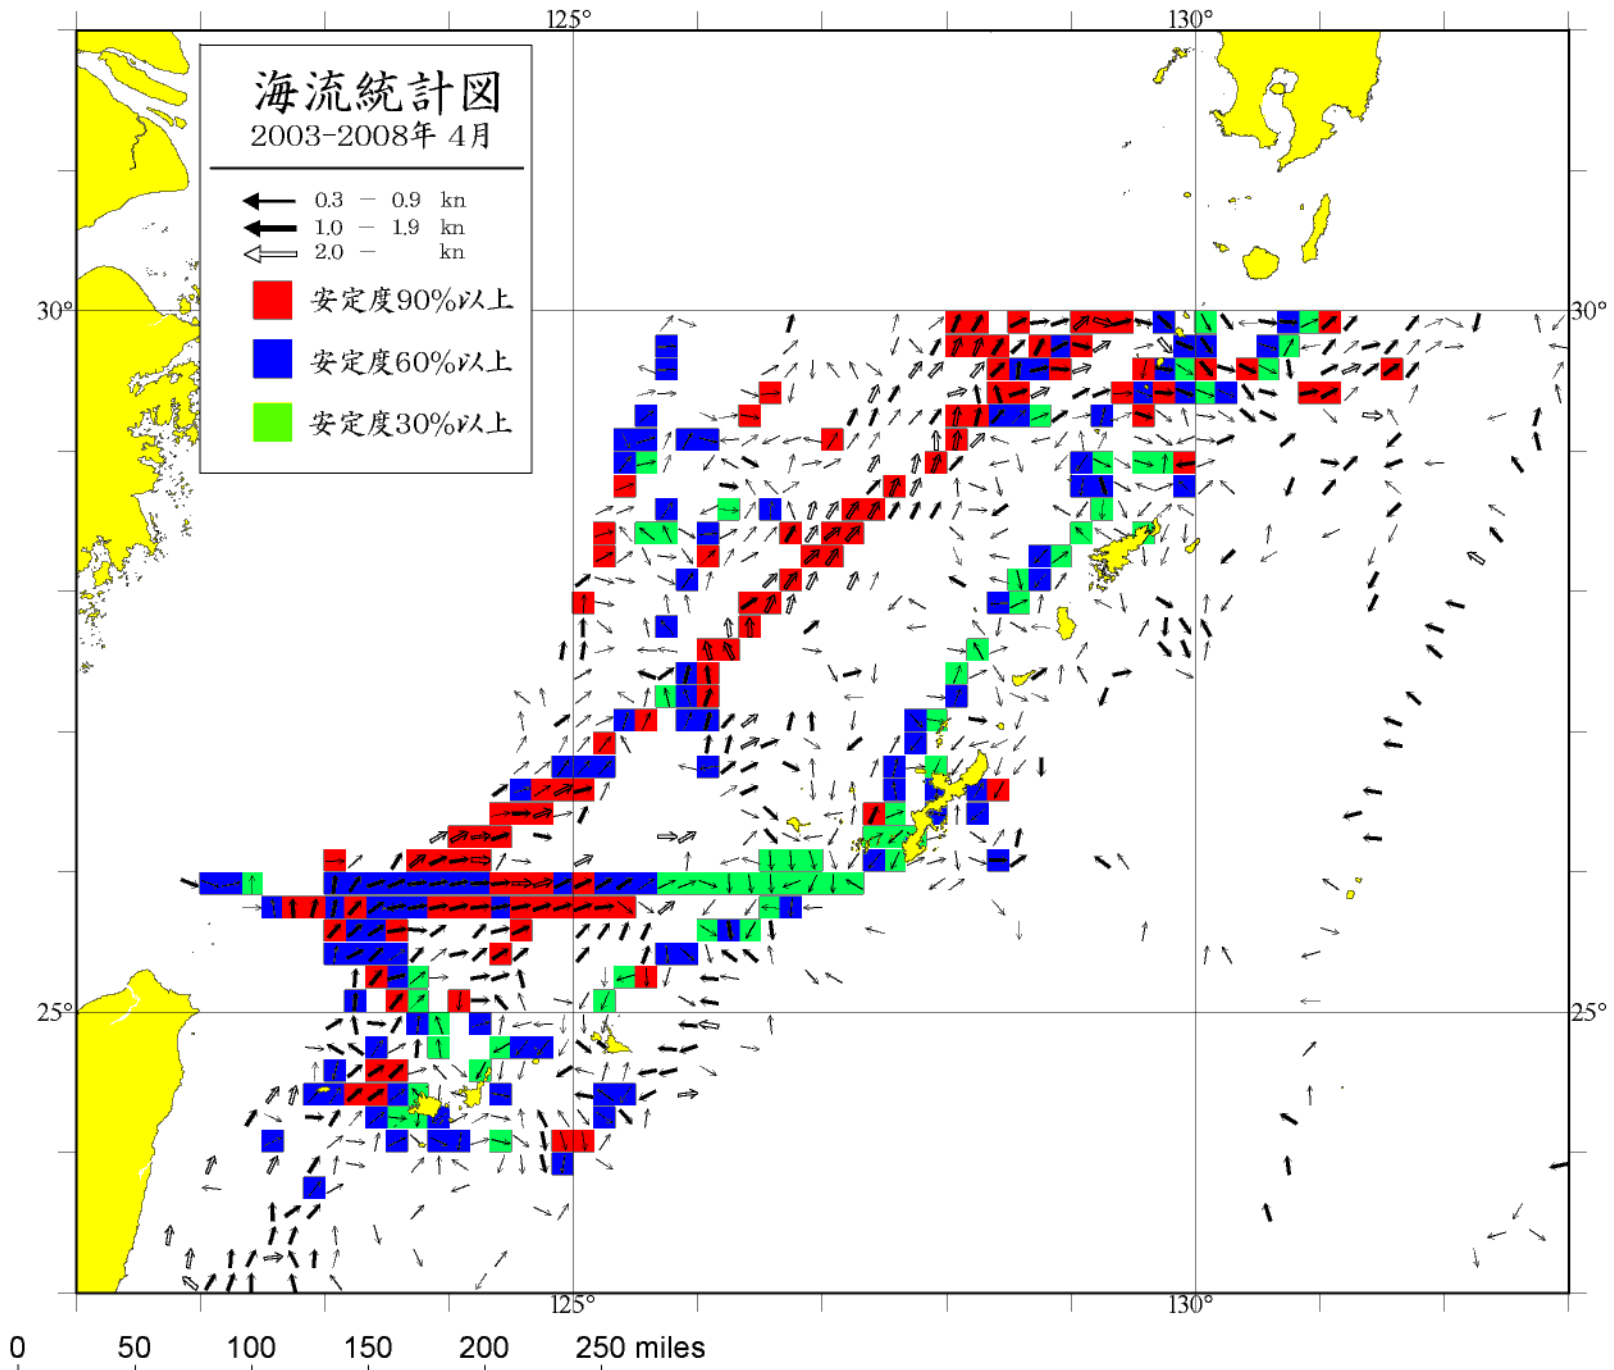 125° 130°
海流統計図
2003-2008年 4月
0.3 - 0.9 kn
1.0 - 1.9 kn
2.0 - kn
安定度90%以上
安定度60%以上
安定度30%以上
30° 30°
25° 25°
125° 130°
0 50 100 150 200 250 miles